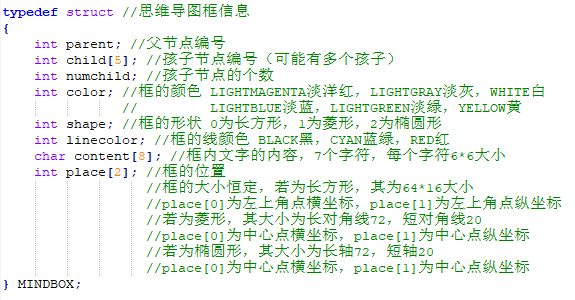 typedef struct //思维导图框信息
{
int parent; //父节点编号
int child[5]; //孩子节点编号（可能有多个孩子）
int numchild; //孩子节点的个数
int color; //框的颜色 LIGHTMAGENTA淡洋红，LIGHTGRAY淡灰，WHITE白
// LIGHTBLUE淡蓝，LIGHTGREEN淡绿，YELLOW黄
int shape; //框的形状 0为长方形，1为菱形，2为椭圆形
int linecolor; //框的线颜色 BLACK黑，CYAN蓝绿，RED红
char content[8]; //框内文字的内容，7个字符，每个字符6*6大小
int place[2]; //框的位置
//框的大小恒定，若为长方形，其为64*16大小
//place[0]为左上角点横坐标，place[1]为左上角点纵坐标
//若为菱形，其大小为长对角线72，短对角线20
//place[0]为中心点横坐标，place[1]为中心点纵坐标
//若为椭圆形，其大小为长轴72，短轴20
//place[0]为中心点横坐标，place[1]为中心点纵坐标
} MINDBOX;